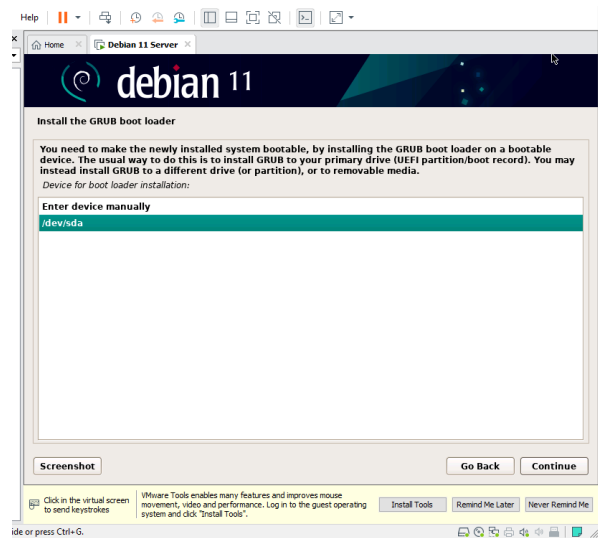 Help
Home
Debian 11 Server
debian 11
Install the GRUB boot loader
You need to make the newly installed system bootable, by installing the GRUB boot loader on a bootable
device. The usual way to do this is to install GRUB to your primary drive (UEFI partition/boot record). You may
instead install GRUB to a different drive (or partition), or to removable media.
Device for boot loader installation:
Enter device manually
/dev/sda
Screenshot
Go Back
Continue
Click in the virtual screen
to send keystrokes
VMware Tools enables many features and improves mouse
movement, video and performance. Log in to the guest operating
system and click "Install Tools".
Install Tools
Remind Me Later
Never Remind Me
ide or press Ctrl+G.